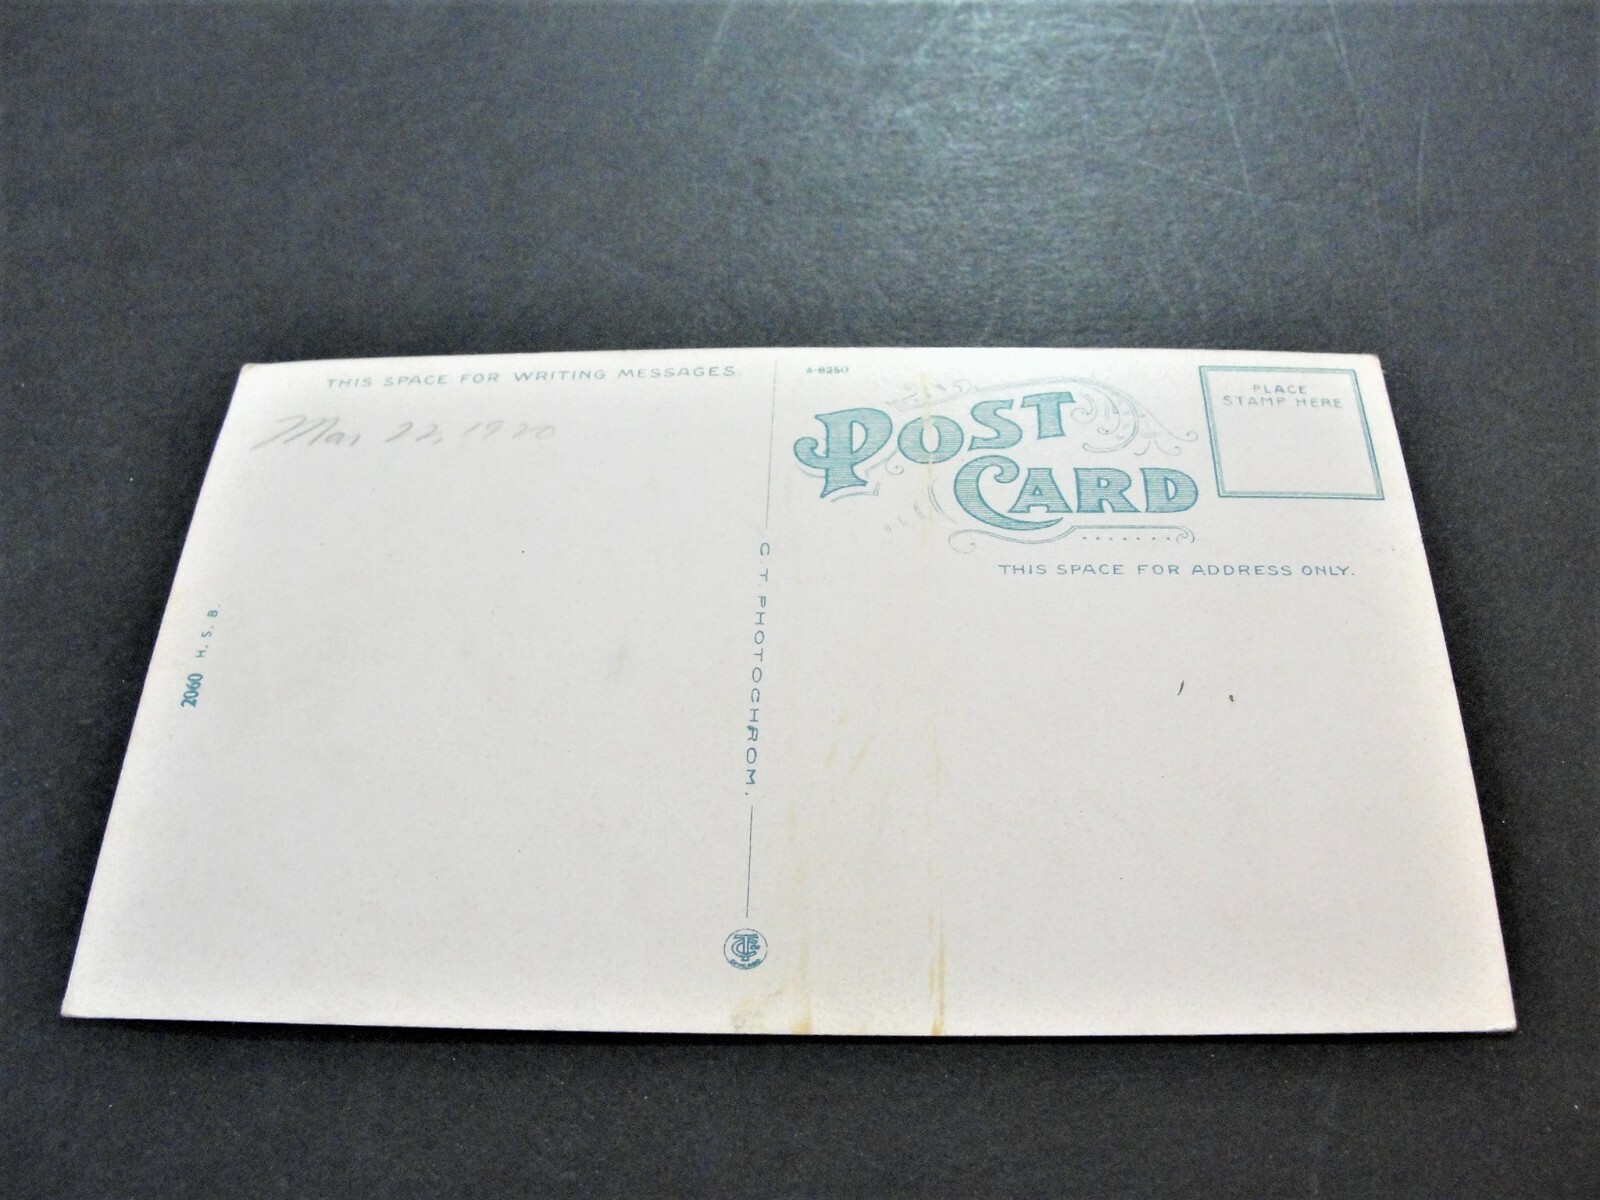 THIS SPACE FOR WRITING MESSAGES.
Mar 22, 1920
2060 H. S. B.
C. T. PHOTOCHROM.
A-8250
POST
CARD
PLACE
STAMP HERE
THIS SPACE FOR ADDRESS ONLY.